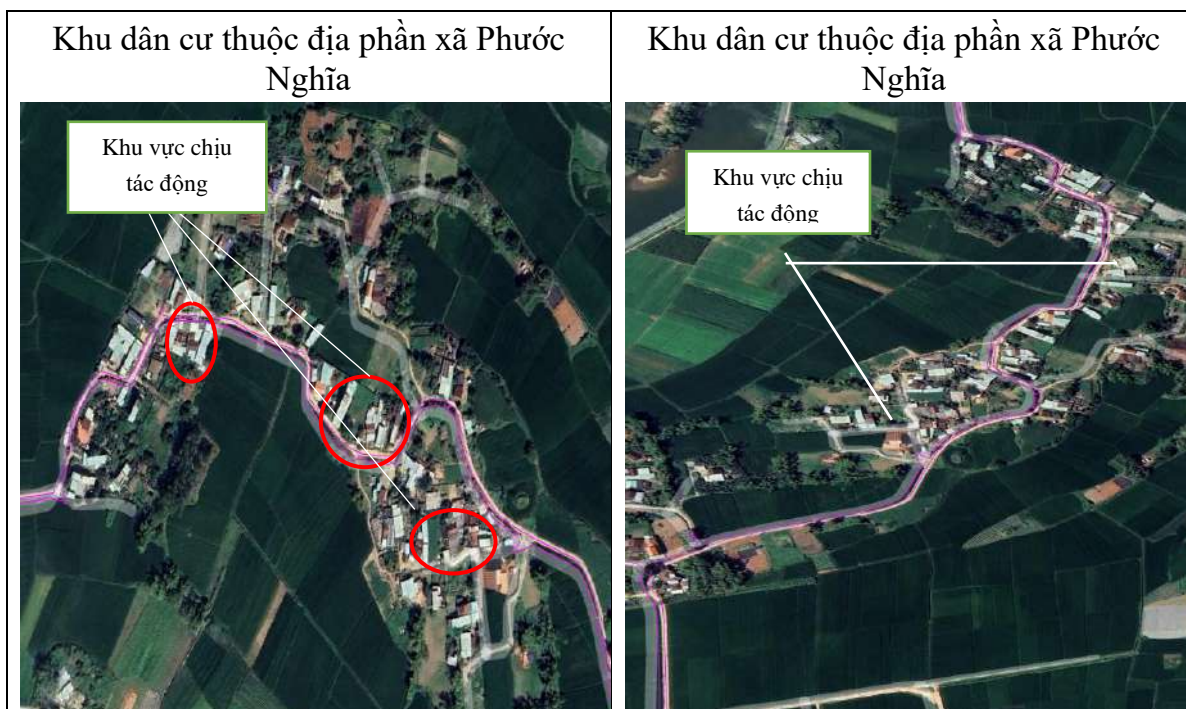 Khu dân cư thuộc địa phần xã Phước
Nghĩa
Khu vực chịu
tác động
Khu dân cư thuộc địa phần xã Phước
Nghĩa
Khu vực chịu
tác động